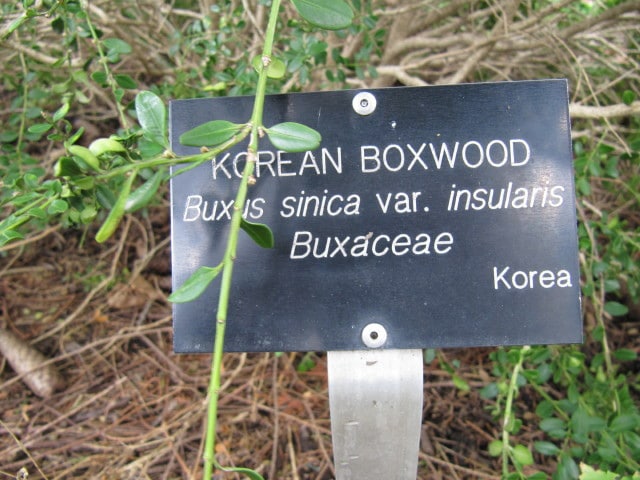 KOREAN BOXWOOD
Buxus sinica var. insularis
Buxaceae
Korea